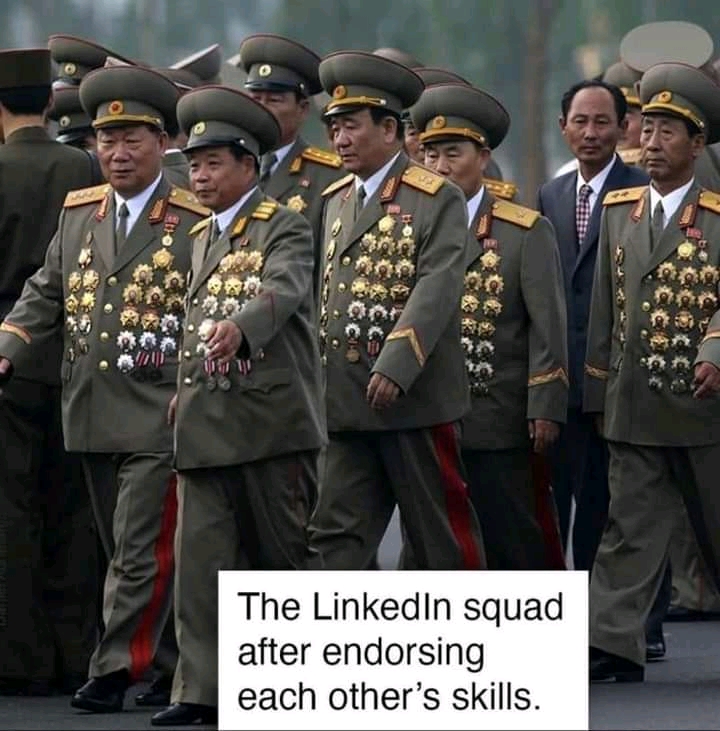 The LinkedIn squad
after endorsing
each other's skills.